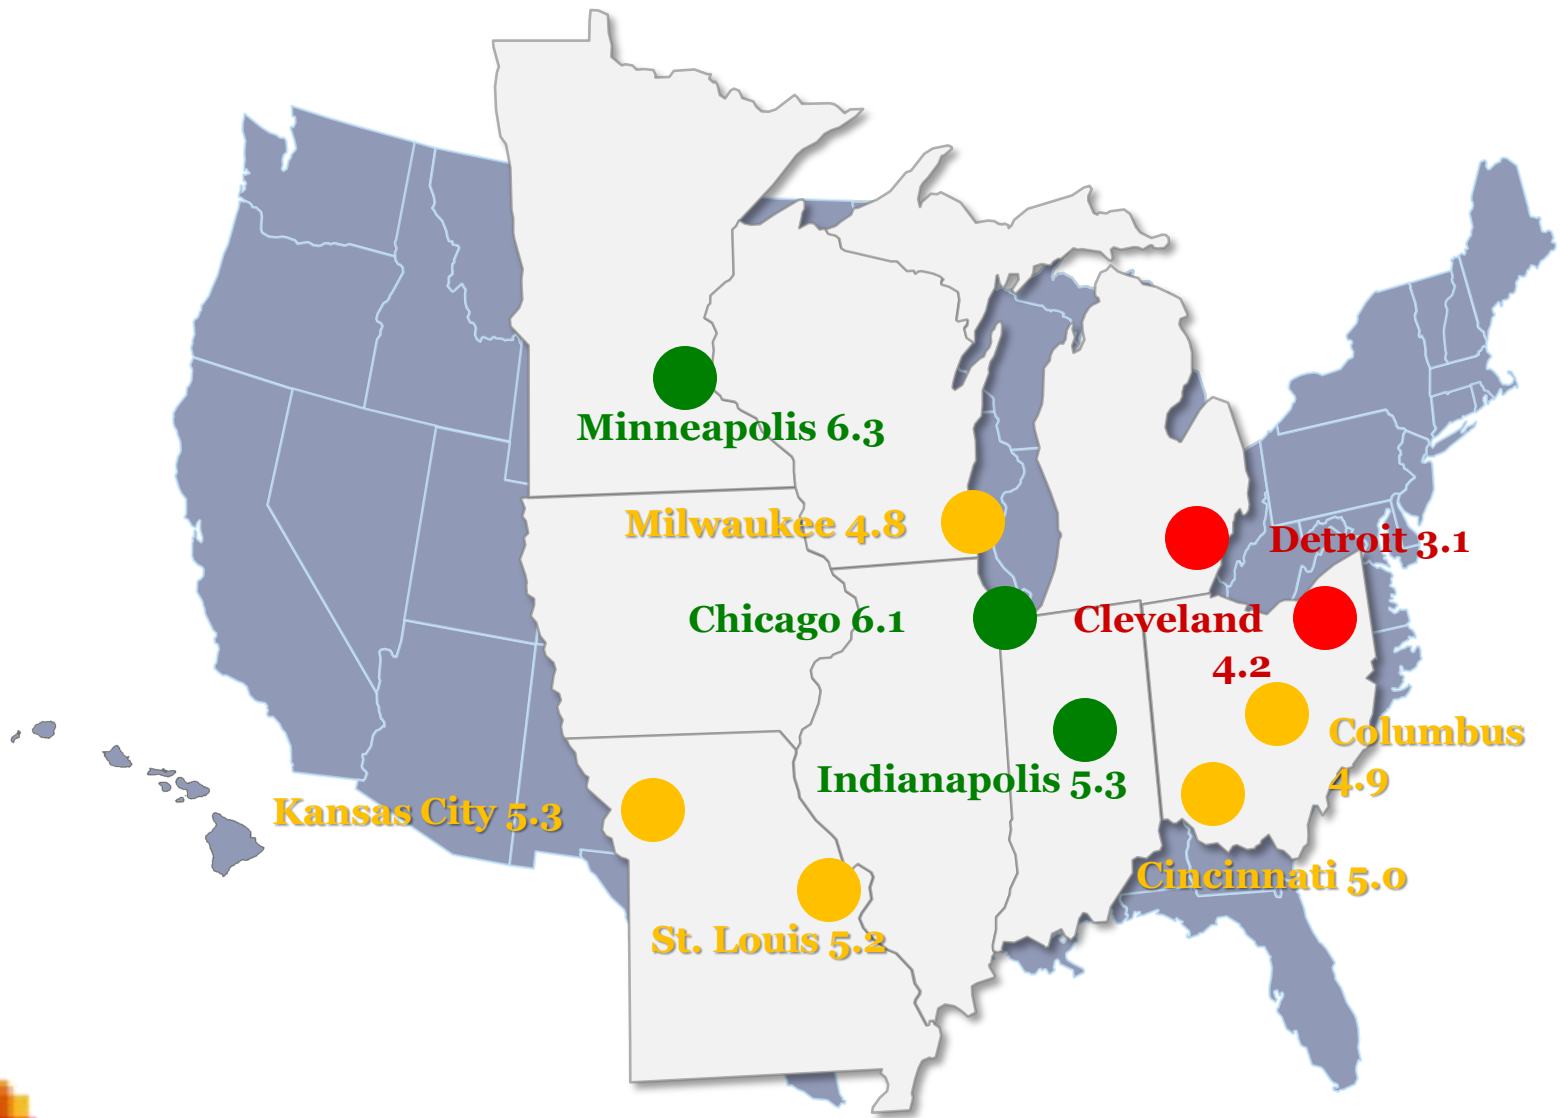 Minneapolis 6.3
Milwaukee 4.8
Detroit 3.1
Chicago 6.1
Cleveland
4.2
Columbus
4.9
Indianapolis 5.3
Kansas City 5.3
Cincinnati 5.0
St. Louis 5.2